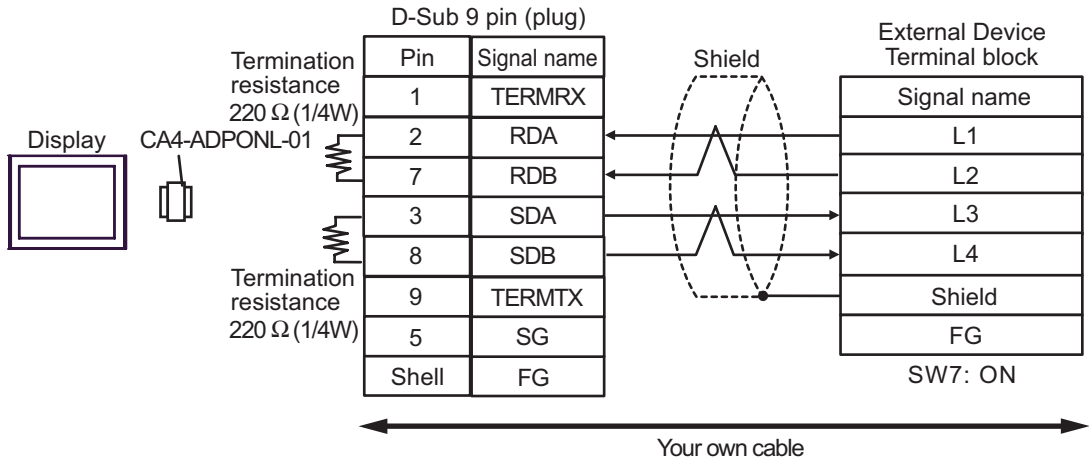 D-Sub 9 pin (plug)
External Device
Terminal block
Termination
resistance
220 Ω (1/4W)
Pin Signal name
Shield
Signal name
1 TERMRX
Display CA4-ADPONL-01
2 RDA
L1
7 RDB
L2
3 SDA
L3
8 SDB
L4
Termination
resistance
220 Ω (1/4W)
9 TERMTX
Shield
5 SG
FG
Shell FG
SW7: ON
Your own cable